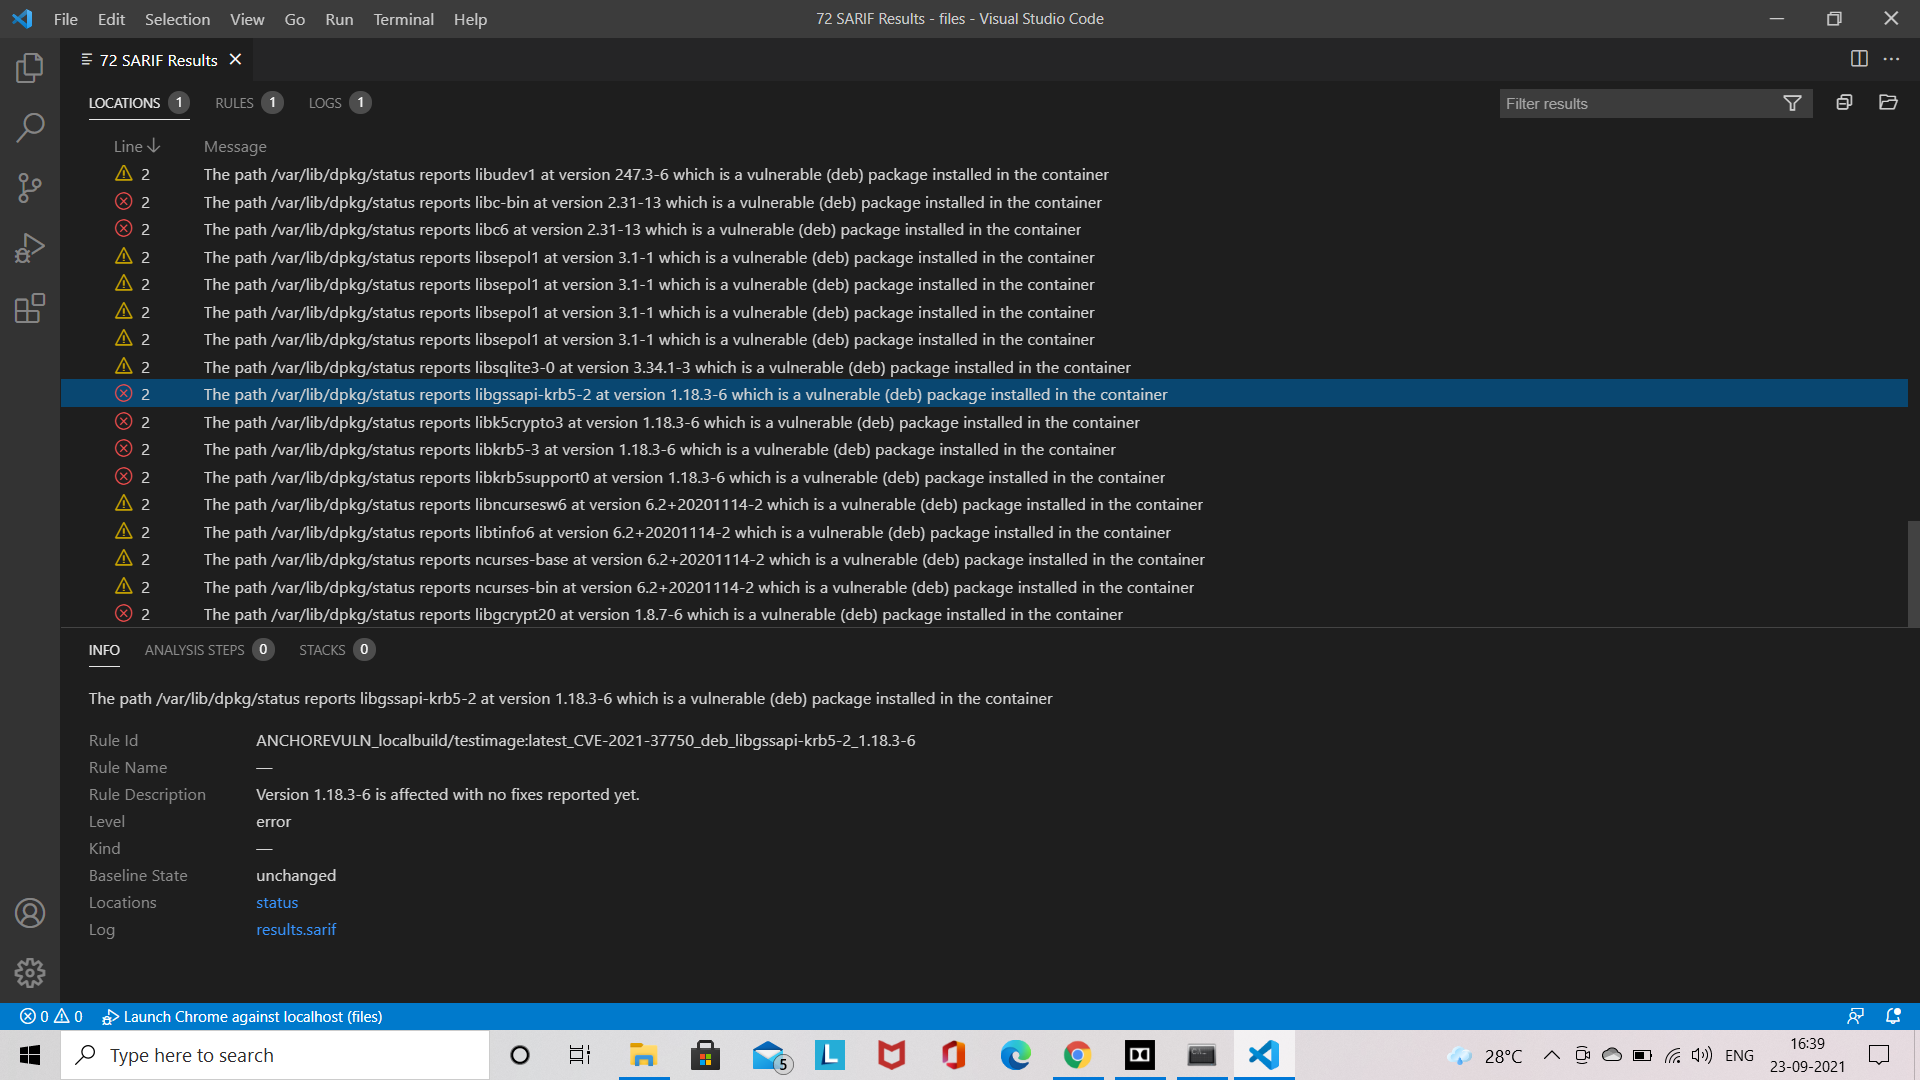 File Edit Selection View Go Run Terminal Help
72 SARIF Results - files - Visual Studio Code
72 SARIF Results
LOCATIONS 1 RULES 1 LOGS 1
Filter results
Line Message
2 The path /var/lib/dpkg/status reports libudev1 at version 247.3-6 which is a vulnerable (deb) package installed in the container
2 The path /var/lib/dpkg/status reports libc-bin at version 2.31-13 which is a vulnerable (deb) package installed in the container
2 The path /var/lib/dpkg/status reports libc6 at version 2.31-13 which is a vulnerable (deb) package installed in the container
2 The path /var/lib/dpkg/status reports libsepol1 at version 3.1-1 which is a vulnerable (deb) package installed in the container
2 The path /var/lib/dpkg/status reports libsepol1 at version 3.1-1 which is a vulnerable (deb) package installed in the container
2 The path /var/lib/dpkg/status reports libsepol1 at version 3.1-1 which is a vulnerable (deb) package installed in the container
2 The path /var/lib/dpkg/status reports libsepol1 at version 3.1-1 which is a vulnerable (deb) package installed in the container
2 The path /var/lib/dpkg/status reports libsqlite3-0 at version 3.34.1-3 which is a vulnerable (deb) package installed in the container
2 The path /var/lib/dpkg/status reports libgssapi-krb5-2 at version 1.18.3-6 which is a vulnerable (deb) package installed in the container
2 The path /var/lib/dpkg/status reports libk5crypto3 at version 1.18.3-6 which is a vulnerable (deb) package installed in the container
2 The path /var/lib/dpkg/status reports libkrb5-3 at version 1.18.3-6 which is a vulnerable (deb) package installed in the container
2 The path /var/lib/dpkg/status reports libkrb5support0 at version 1.18.3-6 which is a vulnerable (deb) package installed in the container
2 The path /var/lib/dpkg/status reports libncursesw6 at version 6.2+20201114-2 which is a vulnerable (deb) package installed in the container
2 The path /var/lib/dpkg/status reports libtinfo6 at version 6.2+20201114-2 which is a vulnerable (deb) package installed in the container
2 The path /var/lib/dpkg/status reports ncurses-base at version 6.2+20201114-2 which is a vulnerable (deb) package installed in the container
2 The path /var/lib/dpkg/status reports ncurses-bin at version 6.2+20201114-2 which is a vulnerable (deb) package installed in the container
2 The path /var/lib/dpkg/status reports libgcrypt20 at version 1.8.7-6 which is a vulnerable (deb) package installed in the container
INFO ANALYSIS STEPS 0 STACKS 0
The path /var/lib/dpkg/status reports libgssapi-krb5-2 at version 1.18.3-6 which is a vulnerable (deb) package installed in the container
Rule Id ANCHOREVULN_localbuild/testimage:latest_CVE-2021-37750_deb_libgssapi-krb5-2_1.18.3-6
Rule Name —
Rule Description Version 1.18.3-6 is affected with no fixes reported yet.
Level error
Kind —
Baseline State unchanged
Locations status
Log results.sarif
0 0 Launch Chrome against localhost (files)
Type here to search
5
L
28°C
ENG
16:39
23-09-2021